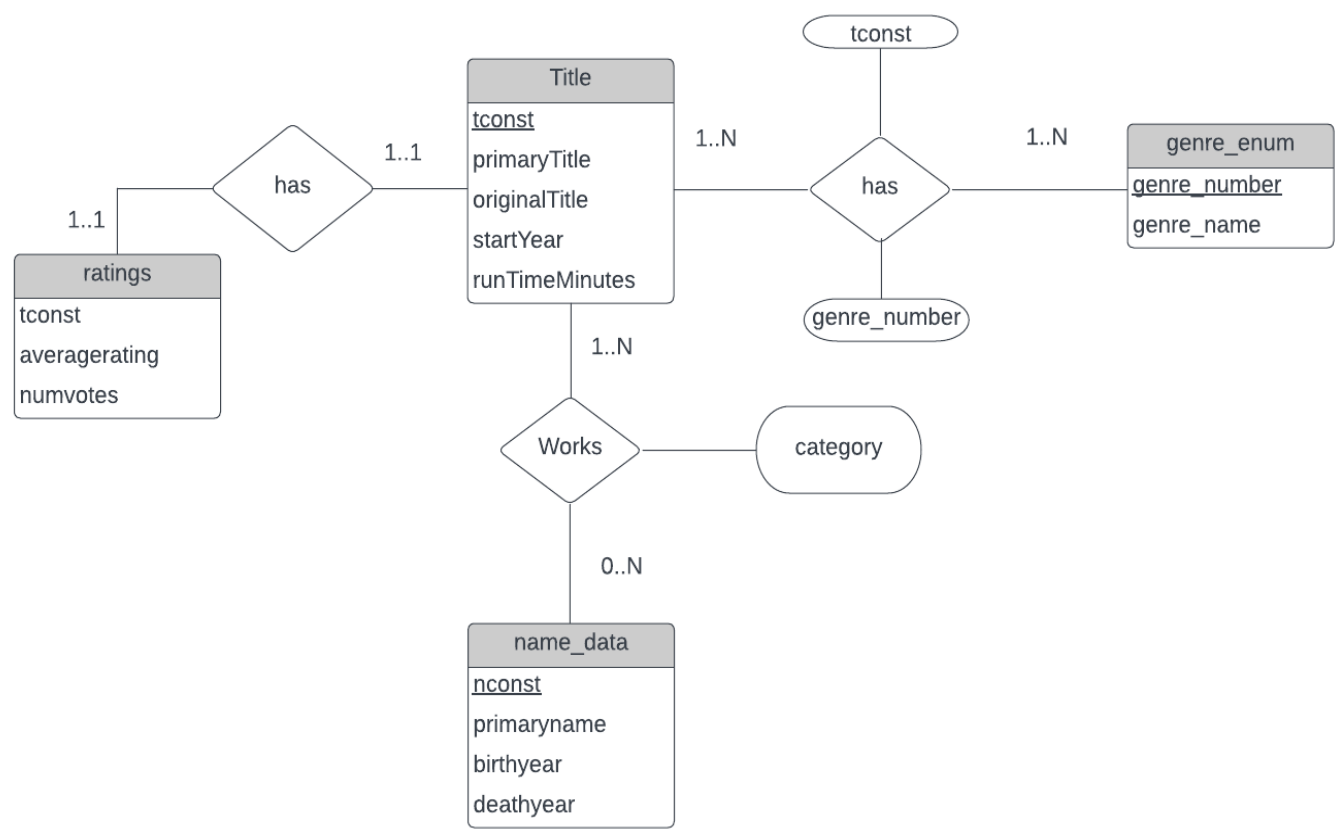 tconst
Title
tconst
primaryTitle
originalTitle
startYear
runTimeMinutes
1..1
has
1..1
ratings
tconst
averagerating
numvotes
1..N
has
1..N
genre_enum
genre_number
genre_name
genre_number
1..N
Works
category
0..N
name_data
nconst
primaryname
birthyear
deathyear